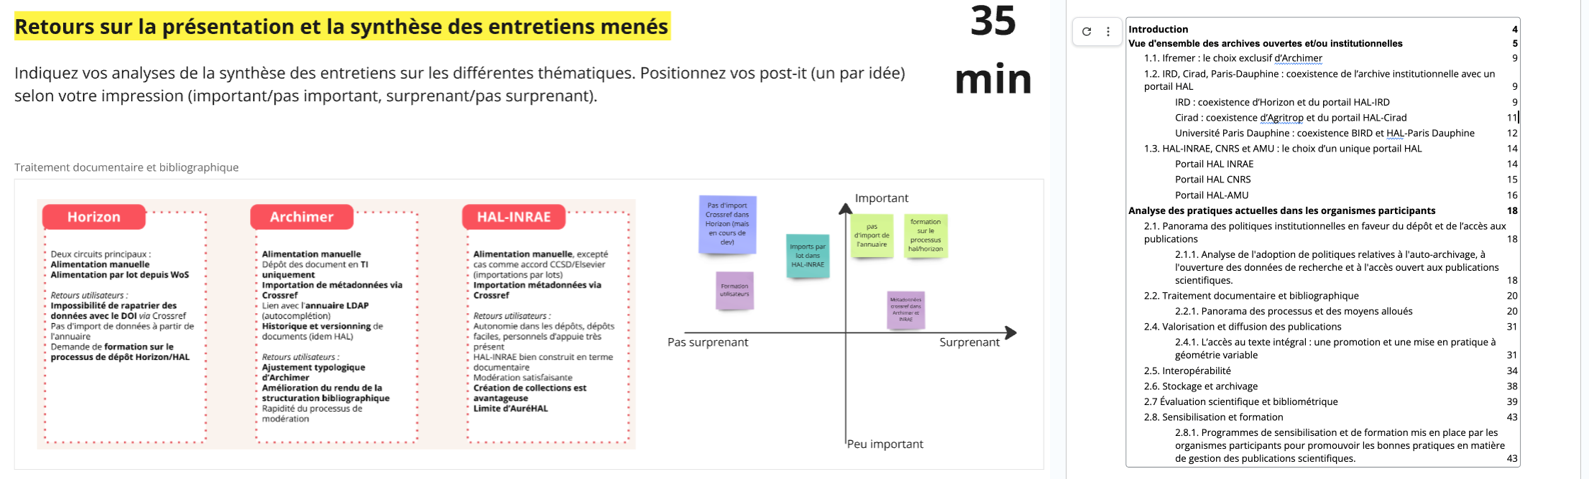 Retours sur la présentation et la synthèse des entretiens menés
35
min
Indiquez vos analyses de la synthèse des entretiens sur les différentes thématiques. Positionnez vos post-it (un par idée)
selon votre impression (important/pas important, surprenant/pas surprenant).
Traitement documentaire et bibliographique
Horizon
Deux circuits principaux :
Alimentation manuelle
Alimentation par lot depuis WoS
Retours utilisateurs :
Impossibilité de rapatrier des
données avec le DOI via Crossref
Pas d'import de données à partir de
l'annuaire
Demande de formation sur le
processus de dépôt Horizon/HAL
Archimer
Alimentation manuelle
Dépôt des document en TI
uniquement
Importation de métadonnées via
Crossref
Lien avec l'annuaire LDAP
(autocomplétion)
Historique et versionning de
documents (idem HAL)
Retours utilisateurs :
Ajustement typologique
d'Archimer
Amélioration du rendu de la
structuration bibliographique
Rapidité du processus de
modération
HAL-INRAE
Alimentation manuelle, excepté
cas comme accord CCSD/Elsevier
(importations par lots)
Importation métadonnées via
Crossref
Retours utilisateurs :
Autonomie dans les dépôts, dépôts
faciles, personnels d'appuie très
présent
HAL-INRAE bien construit en terme
documentaire
Modération satisfaisante
Création de collections est
avantageuse
Limite d'AuréHAL
Important
Pas d'import
Crossref dans
Horizon (mais
en cours de
dev)
Imports par
lot dans
HAL-INRAE
pas
d'import de
l'annuaire
formation
sur le
processus
hal/horizon
Formation
utilisateurs
Métadonnées
crossref dans
Archimer et
INRAE
Pas surprenant
Surprenant
Peu important
Introduction 4
Vue d'ensemble des archives ouvertes et/ou institutionnelles 5
1.1. Ifremer : le choix exclusif d'Archimer 9
1.2. IRD, Cirad, Paris-Dauphine : coexistence de l'archive institutionnelle avec un
portail HAL 9
IRD : coexistence d'Horizon et du portail HAL-IRD 9
Cirad : coexistence d'Agritrop et du portail HAL-Cirad 11
Université Paris Dauphine : coexistence BIRD et HAL-Paris Dauphine 12
1.3. HAL-INRAE, CNRS et AMU : le choix d'un unique portail HAL 14
Portail HAL INRAE 14
Portail HAL CNRS 15
Portail HAL-AMU 16
Analyse des pratiques actuelles dans les organismes participants 18
2.1. Panorama des politiques institutionnelles en faveur du dépôt et de l'accès aux
publications 18
2.1.1. Analyse de l'adoption de politiques relatives à l'auto-archivage, à
l'ouverture des données de recherche et à l'accès ouvert aux publications
scientifiques. 18
2.2. Traitement documentaire et bibliographique 20
2.2.1. Panorama des processus et des moyens alloués 20
2.4. Valorisation et diffusion des publications 31
2.4.1. L'accès au texte intégral : une promotion et une mise en pratique à
géométrie variable 31
2.5. Interopérabilité 34
2.6. Stockage et archivage 38
2.7 Évaluation scientifique et bibliométrique 39
2.8. Sensibilisation et formation 43
2.8.1. Programmes de sensibilisation et de formation mis en place par les
organismes participants pour promouvoir les bonnes pratiques en matière
de gestion des publications scientifiques. 43